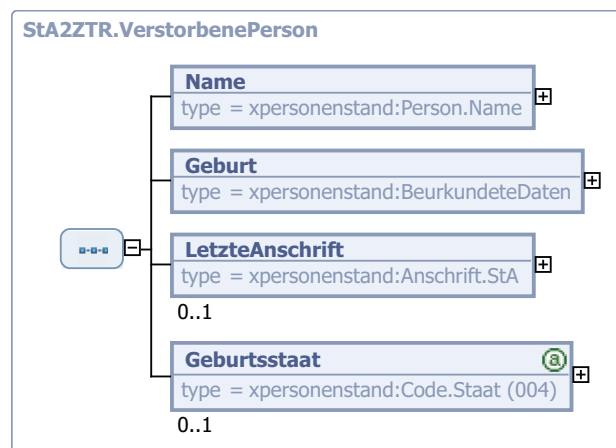 StA2ZTR.VerstorbenePerson
Name
type = xpersonenstand:Person.Name
Geburt
type = xpersonenstand:BeurkundeteDaten
LetzteAnschrift
type = xpersonenstand:Anschrift.StA
0..1
Geburtsstaat
type = xpersonenstand:Code.Staat (004)
0..1